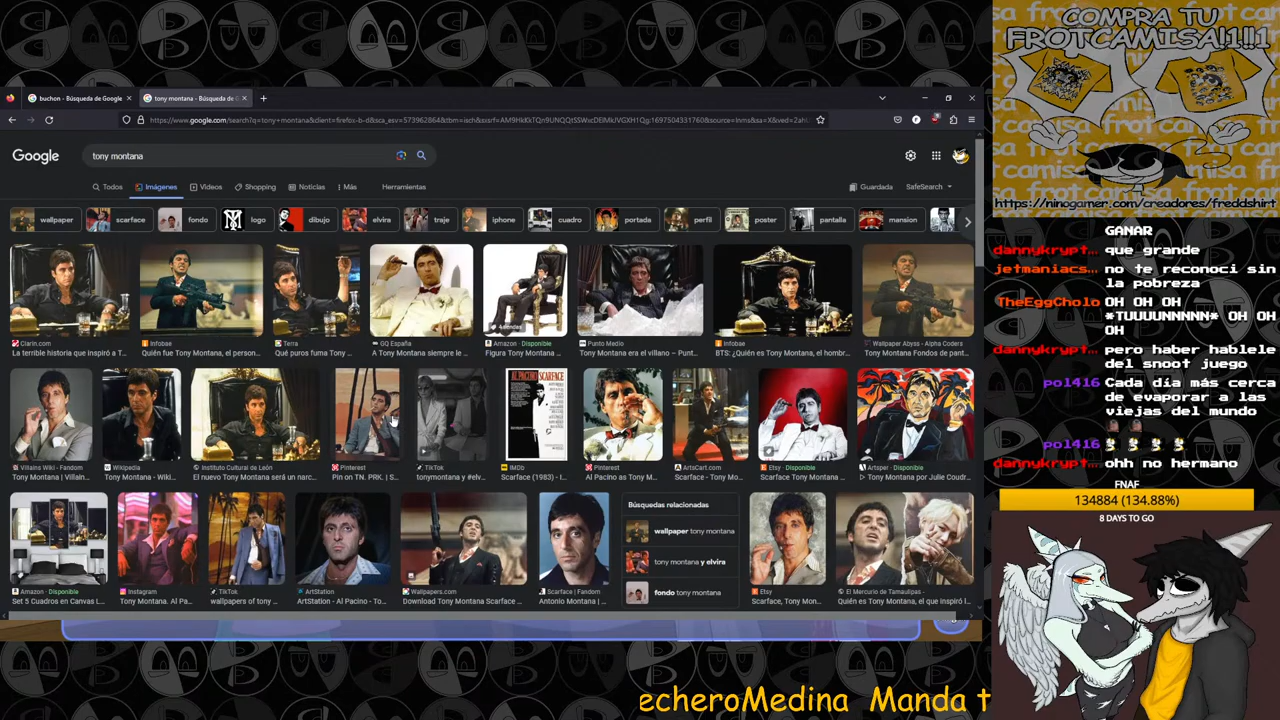 COMPRA TU
FROTCAMISA!1!!1
https://ninogamer.com/creadores/freddshirt
buchon - Búsqueda de Google
tony montana - Búsqueda de
Google
tony montana
Todos
Imágenes
Videos
Shopping
Noticias
Más
Herramientas
Guardada
SafeSearch
wallpaper
scarface
fondo
logo
dibujo
elvira
traje
iphone
cuadro
portada
perfil
poster
pantalla
mansion
Clarin.com
La terrible historia que inspiró a T...
Infobae
Quién fue Tony Montana, el person...
Terra
Qué puros fuma Tony ...
GQ España
A Tony Montana siempre le ...
Amazon · Disponible
Figura Tony Montana ...
Punto Medio
Tony Montana era el villano – Punt...
Infobae
BTS: ¿Quién es Tony Montana, el hombr...
Wallpaper Abyss - Alpha Coders
Tony Montana Fondos de pant...
Villains Wiki - Fandom
Tony Montana | Villain...
Wikipedia
Tony Montana - Wiki...
Instituto Cultural de León
El nuevo Tony Montana será un narc...
Pinterest
Pin on TN. PRK. | S...
TikTok
tonymontana y #elv...
AL PACINO SCARFACE
IMDb
Scarface (1983) - I...
Pinterest
Al Pacino as Tony M...
ArtsCart.com
Scarface - Tony Mo...
Etsy · Disponible
Scarface Tony Montana ...
Artsper · Disponible
Tony Montana por Julie Coudr...
Amazon · Disponible
Set 5 Cuadros en Canvas L...
Instagram
Tony Montana. Al Pa...
TikTok
wallpapers of tony ...
ArtStation
ArtStation - Al Pacino - To...
Wallpapers.com
Download Tony Montana Scarface ...
Scarface | Fandom
Antonio Montana | ...
Búsquedas relacionadas
wallpaper tony montana
tony montana y elvira
fondo tony montana
Etsy
Scarface, Tony Mon...
El Mercurio de Tamaulipas ·
Quién es Tony Montana, el que inspiró l...
GANAR
dannykrypt... que grande
jetmaniacs... no te reconoci sin
la pobreza
TheEggCholo OH OH OH
*TUUUUNNNNN* OH OH
OH
dannykrypt... pero haber hablele
del snoot juego
pol416 Cada día más cerca
de evaporar a las
viejas del mundo
pol416
dannykrypt... ohh no hermano
FNAF
134884 (134.88%)
8 DAYS TO GO
echeroMedina Manda t